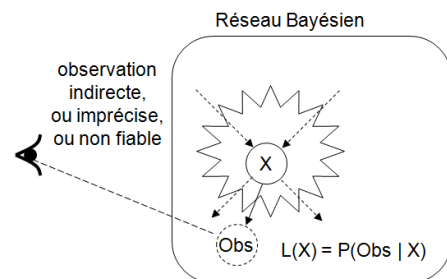 Réseau Bayésien
observation
indirecte,
ou imprécise,
ou non fiable
X
Obs
L(X) = P(Obs | X)